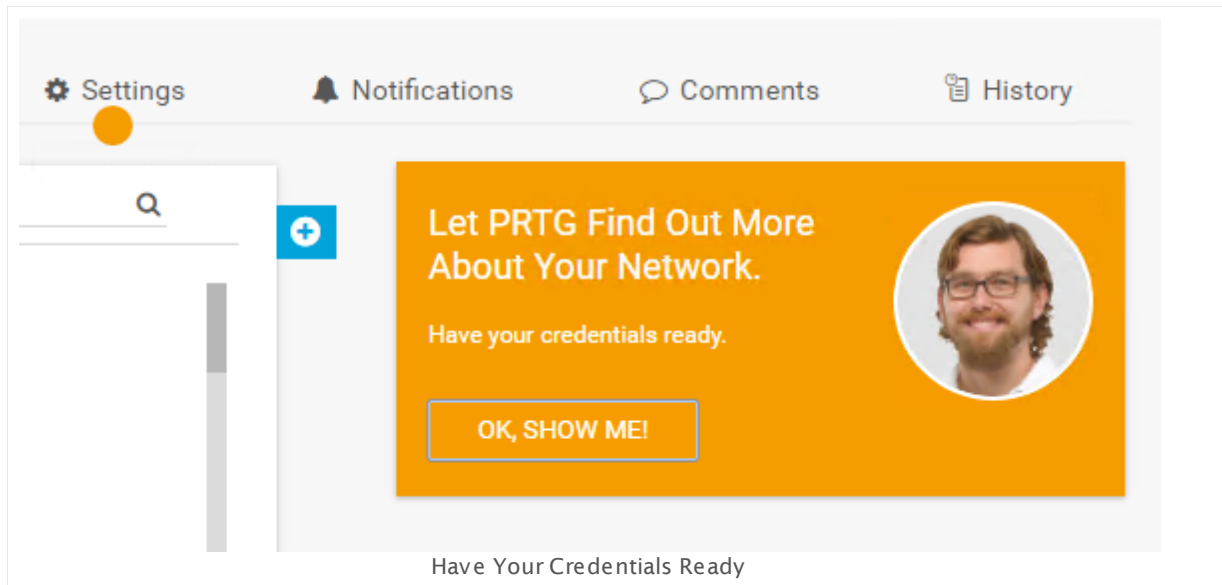 Settings
Notifications
Comments
History
Let PRTG Find Out More
About Your Network.
Have your credentials ready.
OK, SHOW ME!
Have Your Credentials Ready